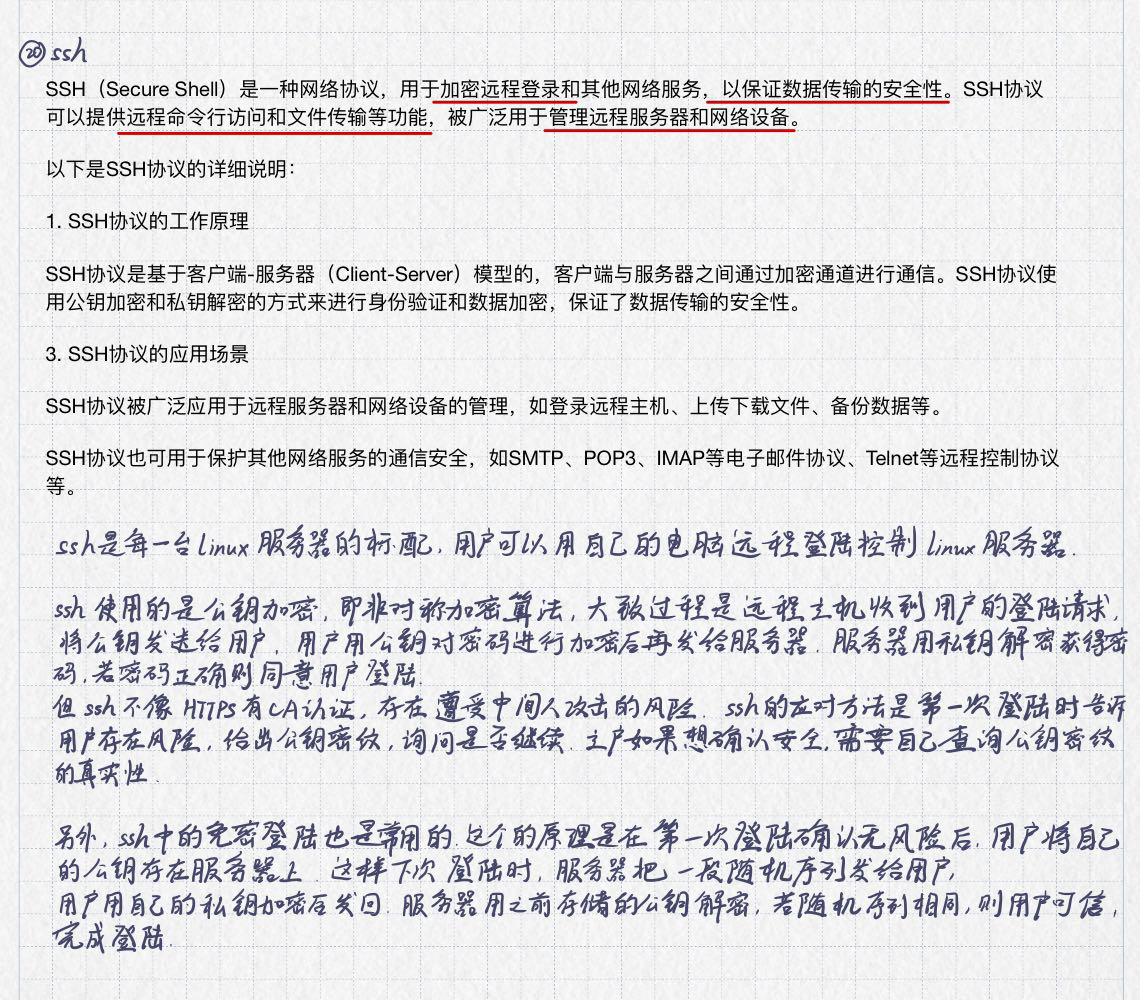 ⑳ ssh
SSH（Secure Shell）是一种网络协议，用于加密远程登录和其他网络服务，以保证数据传输的安全性。SSH协议
可以提供远程命令行访问和文件传输等功能，被广泛用于管理远程服务器和网络设备。
以下是SSH协议的详细说明：
1. SSH协议的工作原理
SSH协议是基于客户端-服务器（Client-Server）模型的，客户端与服务器之间通过加密通道进行通信。SSH协议使
用公钥加密和私钥解密的方式来进行身份验证和数据加密，保证了数据传输的安全性。
3. SSH协议的应用场景
SSH协议被广泛应用于远程服务器和网络设备的管理，如登录远程主机、上传下载文件、备份数据等。
SSH协议也可用于保护其他网络服务的通信安全，如SMTP、POP3、IMAP等电子邮件协议、Telnet等远程控制协议
等。
ssh是每一台linux服务器的标配，用户可以用自己的电脑远程登陆控制linux服务器.
ssh使用的是公钥加密，即非对称加密算法，大致过程是远程主机收到用户的登陆请求，
将公钥发送给用户，用户用公钥对密码进行加密后再发给服务器. 服务器用私钥解密获得密
码，若密码正确则同意用户登陆.
但ssh不像HTTPS有CA认证，存在遭受中间人攻击的风险. ssh的应对方法是第一次登陆时告诉
用户存在风险，给出公钥密纹，询问是否继续. 主户如果想确认安全，需要自己查询公钥密纹
的真实性.
另外，ssh中的免密登陆也是常用的. 这个的原理是在第一次登陆确认无风险后，用户将自己
的公钥存在服务器上. 这样下次登陆时，服务器把一段随机序列发给用户，
用户用自己的私钥加密后发回. 服务器用之前存储的公钥解密，若随机序列相同，则用户可信，
完成登陆.